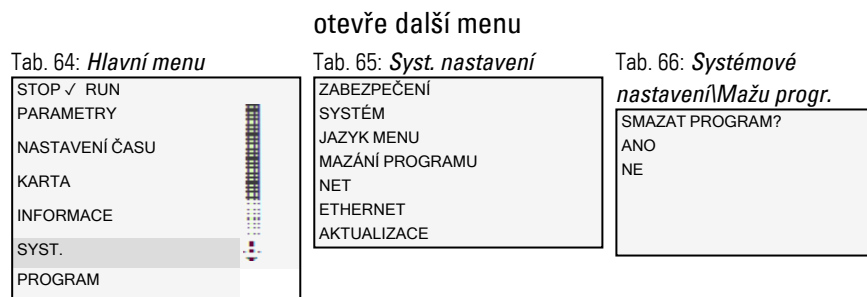 otevře další menu
Tab. 64: Hlavní menu
STOP ✓ RUN
PARAMETRY
NASTAVENÍ ČASU
KARTA
INFORMACE
SYST.
PROGRAM
Tab. 65: Syst. nastavení
ZABEZPEČENÍ
SYSTÉM
JAZYK MENU
MAZÁNÍ PROGRAMU
NET
ETHERNET
AKTUALIZACE
Tab. 66: Systémové
nastavení\Mažu progr.
SMAZAT PROGRAM?
ANO
NE